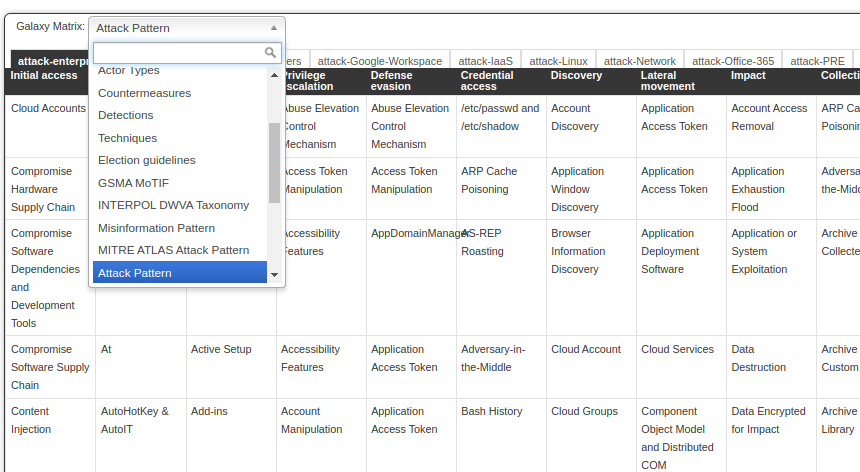 Galaxy Matrix: Attack Pattern
attack-Google-Workspace attack-IaaS attack-Linux attack-Network attack-Office-365 attack-PRE
Initial access Defense evasion Credential access Discovery Lateral movement Impact
Actor Types
Countermeasures
Detections
Techniques
Election guidelines
GSMA MoTIF
INTERPOL DWVA Taxonomy
Misinformation Pattern
MITRE ATLAS Attack Pattern
Attack Pattern
Cloud Accounts Abuse Elevation Abuse Elevation /etc/passwd and Account Application Account Access ARP Ca
Control Control /etc/shadow Discovery Access Token Removal Poisonin
Mechanism Mechanism
Compromise Access Token Access Token ARP Cache Application Application Application Adversa
Hardware Manipulation Manipulation Poisoning Window Access Token Exhaustion the-Midd
Supply Chain Discovery Flood
Compromise Accessibility AppDomainManager AS-REP Browser Application Application or Archive
Software Features Roasting Information Deployment System Collecte
Dependencies Discovery Software Exploitation
and
Development
Tools
Compromise At Active Setup Accessibility Application Adversary-in- Cloud Account Cloud Services Data Archive
Software Supply Features Access Token the-Middle Destruction Custom
Chain
Content AutoHotKey & Add-ins Account Application Bash History Cloud Groups Component Data Encrypted Archive
Injection AutoIT Manipulation Access Token Object Model for Impact Library
and Distributed
COM